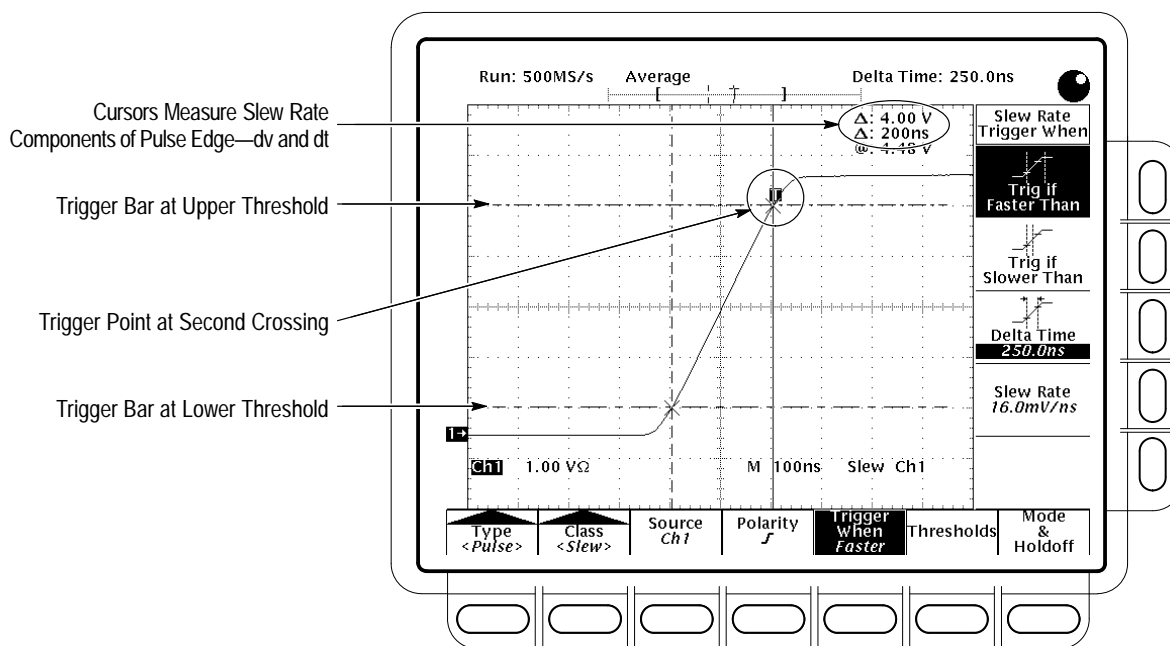 Run: 500MS/s Average Delta Time: 250.0ns
[ T ]
Cursors Measure Slew Rate
Components of Pulse Edge—dv and dt
Δ: 4.00 V
Δ: 200ns
@: 4.48 V
Slew Rate
Trigger When
Trig if
Faster Than
Trigger Bar at Upper Threshold
T
Trig if
Slower Than
Trigger Point at Second Crossing
Delta Time
250.0ns
Trigger Bar at Lower Threshold
Slew Rate
16.0mV/ns
1→
Ch1 1.00 VΩ M 100ns Slew Ch1
Type
<Pulse>
Class
<Slew>
Source
Ch1
Polarity
Trigger
When
Faster
Thresholds
Mode
&
Holdoff